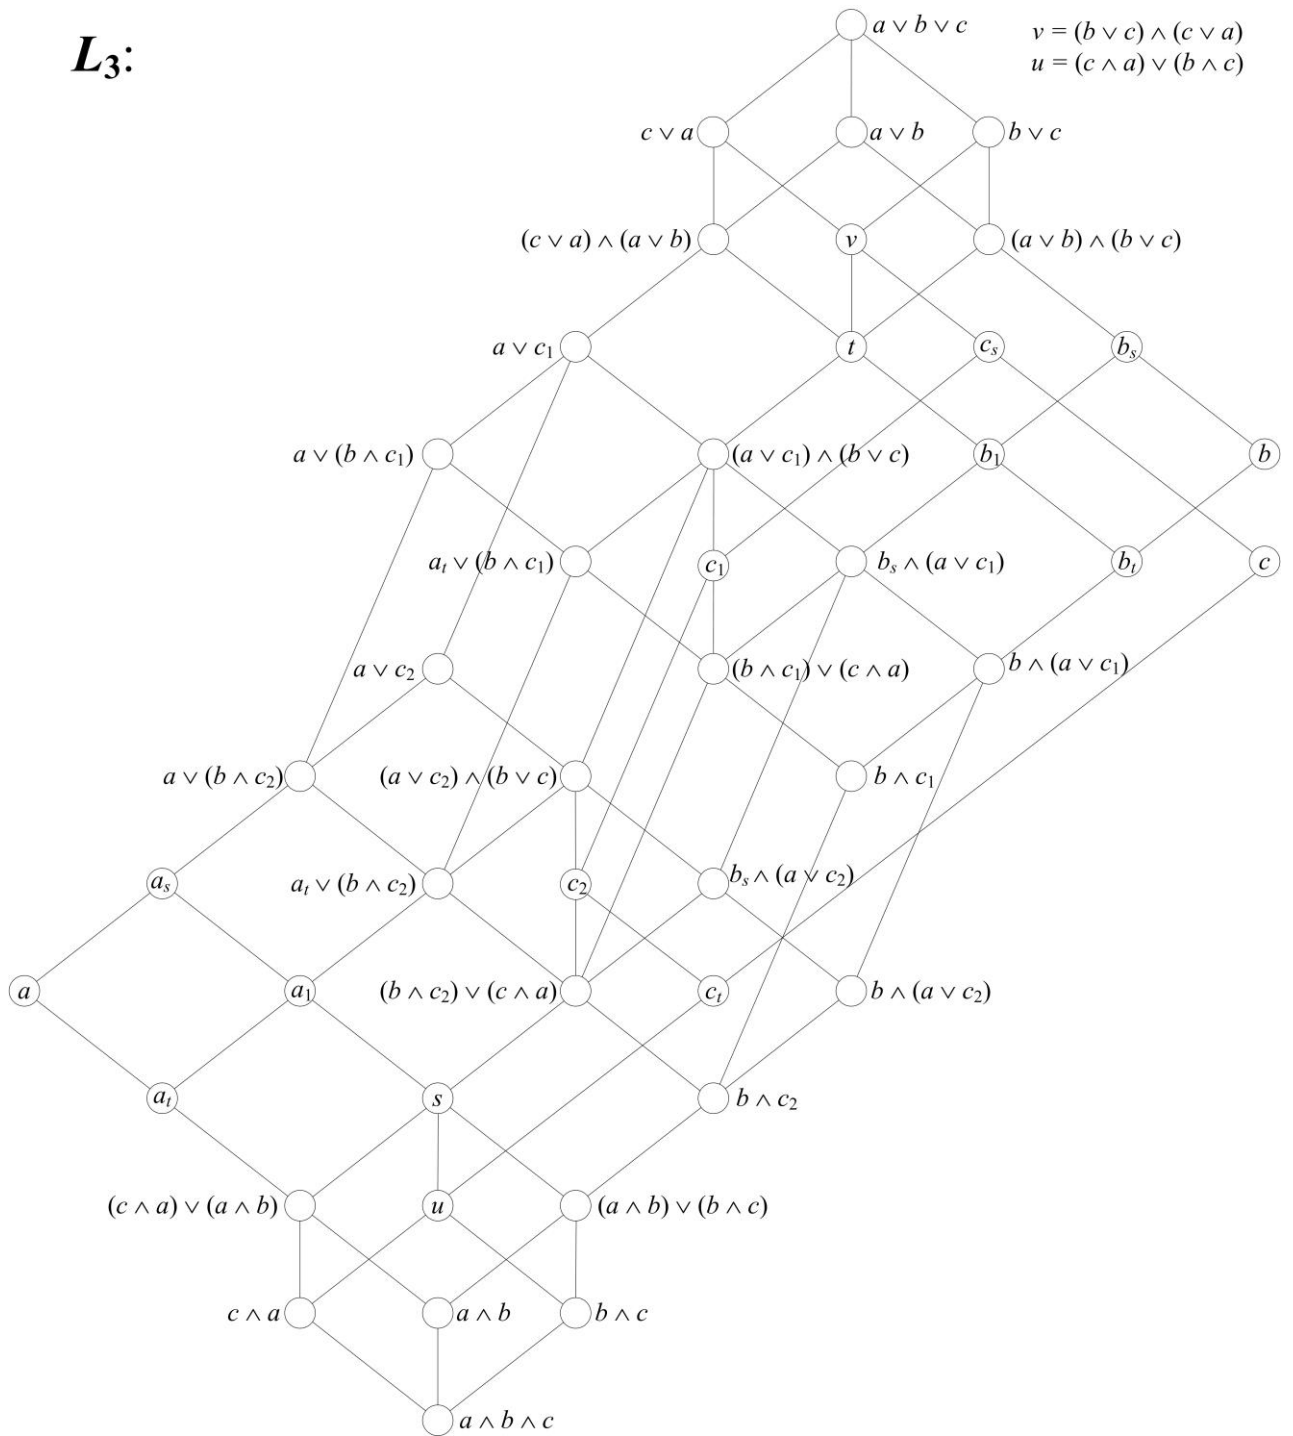 L₃:
a ∨ b ∨ c
v = (b ∨ c) ∧ (c ∨ a)
u = (c ∧ a) ∨ (b ∧ c)
c ∨ a
a ∨ b
b ∨ c
(c ∨ a) ∧ (a ∨ b)
v
(a ∨ b) ∧ (b ∨ c)
a ∨ c₁
t
cₛ
bₛ
a ∨ (b ∧ c₁)
(a ∨ c₁) ∧ (b ∨ c)
b₁
b
aₜ ∨ (b ∧ c₁)
c₁
bₛ ∧ (a ∨ c₁)
bₜ
c
a ∨ c₂
(b ∧ c₁) ∨ (c ∧ a)
b ∧ (a ∨ c₁)
a ∨ (b ∧ c₂)
(a ∨ c₂) ∧ (b ∨ c)
b ∧ c₁
aₛ
aₜ ∨ (b ∧ c₂)
c₂
bₛ ∧ (a ∨ c₂)
a
a₁
(b ∧ c₂) ∨ (c ∧ a)
cₜ
b ∧ (a ∨ c₂)
aₜ
s
b ∧ c₂
(c ∧ a) ∨ (a ∧ b)
u
(a ∧ b) ∨ (b ∧ c)
c ∧ a
a ∧ b
b ∧ c
a ∧ b ∧ c